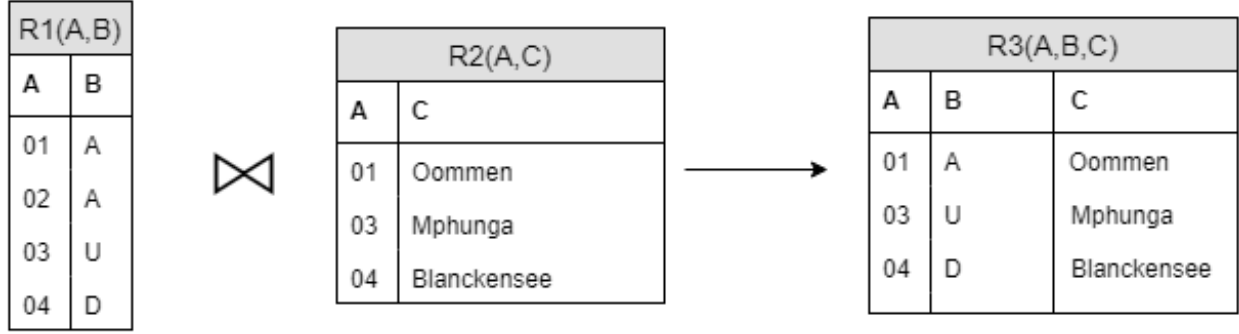 R1(A,B)
A B
01 A
02 A
03 U
04 D
R2(A,C)
A C
01 Oommen
03 Mphunga
04 Blanckensee
R3(A,B,C)
A B C
01 A Oommen
03 U Mphunga
04 D Blanckensee